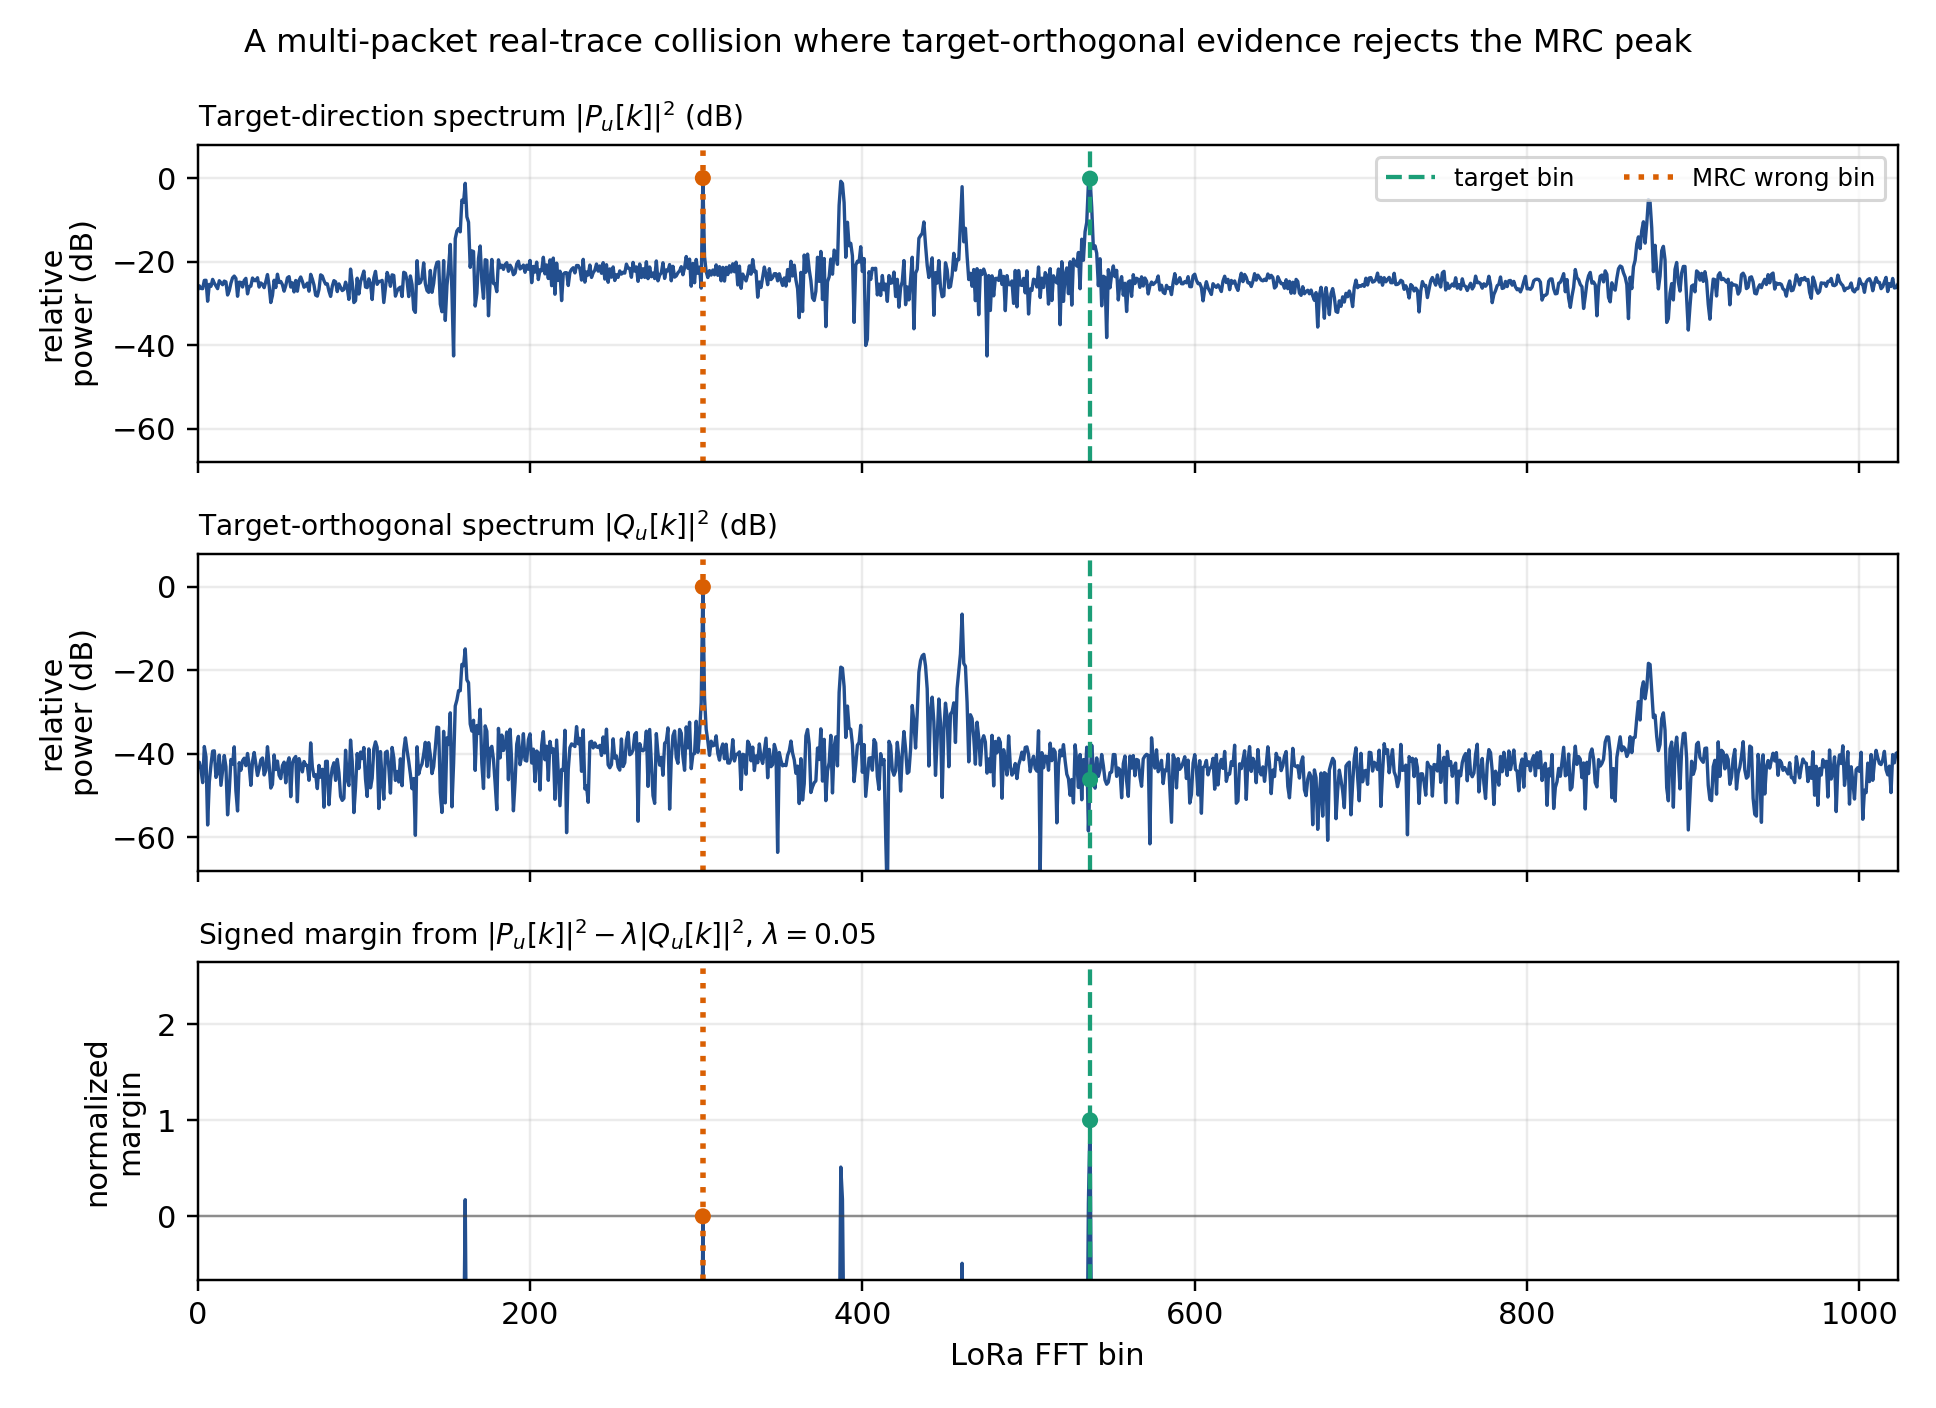 A multi-packet real-trace collision where target-orthogonal evidence rejects the MRC peak
Target-direction spectrum |P_u[k]|² (dB)
relative
power (dB)
0
−20
−40
−60
target bin
MRC wrong bin
Target-orthogonal spectrum |Q_u[k]|² (dB)
relative
power (dB)
0
−20
−40
−60
Signed margin from |P_u[k]|² − λ|Q_u[k]|², λ = 0.05
normalized
margin
2
1
0
0 200 400 600 800 1000
LoRa FFT bin